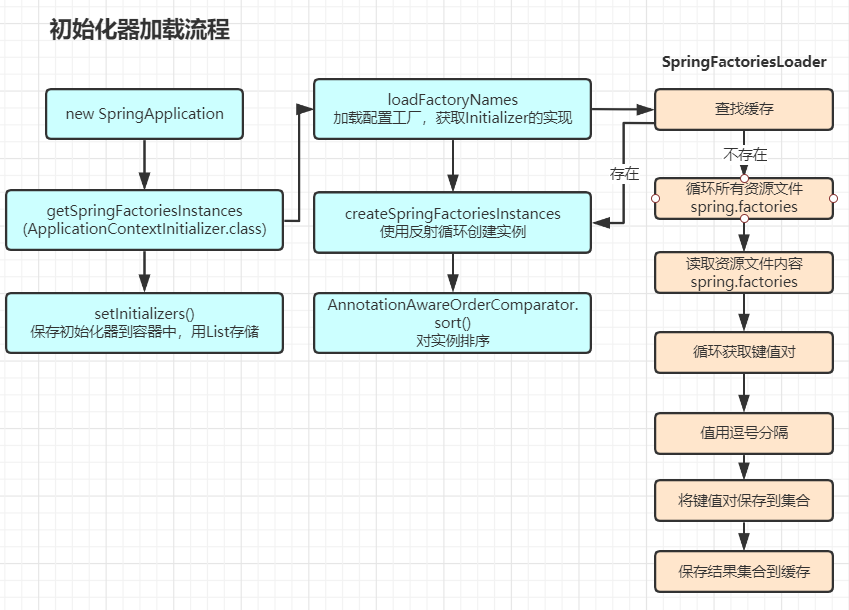 初始化器加载流程
new SpringApplication
getSpringFactoriesInstances
(ApplicationContextInitializer.class)
setInitializers()
保存初始化器到容器中，用List存储
loadFactoryNames
加载配置工厂，获取Initializer的实现
createSpringFactoriesInstances
使用反射循环创建实例
AnnotationAwareOrderComparator.
sort()
对实例排序
SpringFactoriesLoader
查找缓存
存在
不存在
循环所有资源文件
spring.factories
读取资源文件内容
spring.factories
循环获取键值对
值用逗号分隔
将键值对保存到集合
保存结果集合到缓存